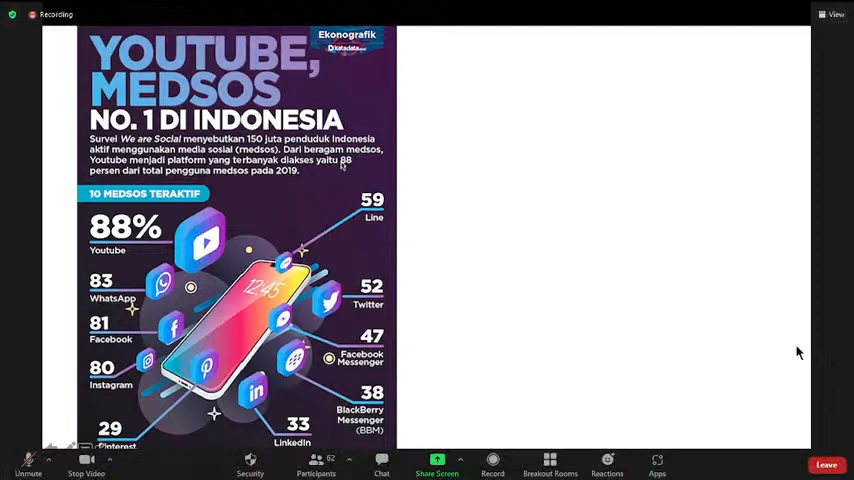 Recording
View
Ekonografik
Dkatadata
YOUTUBE,
MEDSOS
NO. 1 DI INDONESIA
Survei We are Social menyebutkan 150 juta penduduk Indonesia
aktif menggunakan media sosial (medsos). Dari beragam medsos,
Youtube menjadi platform yang terbanyak diakses yaitu 88
persen dari total pengguna medsos pada 2019.
10 MEDSOS TERAKTIF
88%
Youtube
83
WhatsApp
81
Facebook
80
Instagram
29
Pinterest
12:45
59
Line
52
Twitter
47
Facebook
Messenger
38
BlackBerry
Messenger
(BBM)
33
LinkedIn
Unmute
Stop Video
Security
62
Participants
Chat
Share Screen
Record
Breakout Rooms
Reactions
Apps
Leave